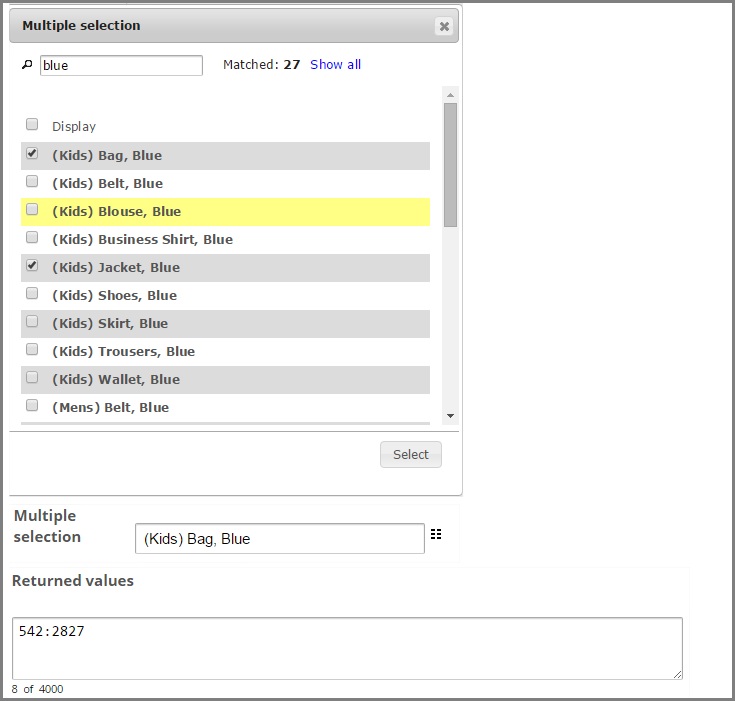 Multiple selection
blue Matched: 27 Show all
Display
(Kids) Bag, Blue
(Kids) Belt, Blue
(Kids) Blouse, Blue
(Kids) Business Shirt, Blue
(Kids) Jacket, Blue
(Kids) Shoes, Blue
(Kids) Skirt, Blue
(Kids) Trousers, Blue
(Kids) Wallet, Blue
(Mens) Belt, Blue
Select
Multiple
selection
(Kids) Bag, Blue
Returned values
542:2827
8 of 4000